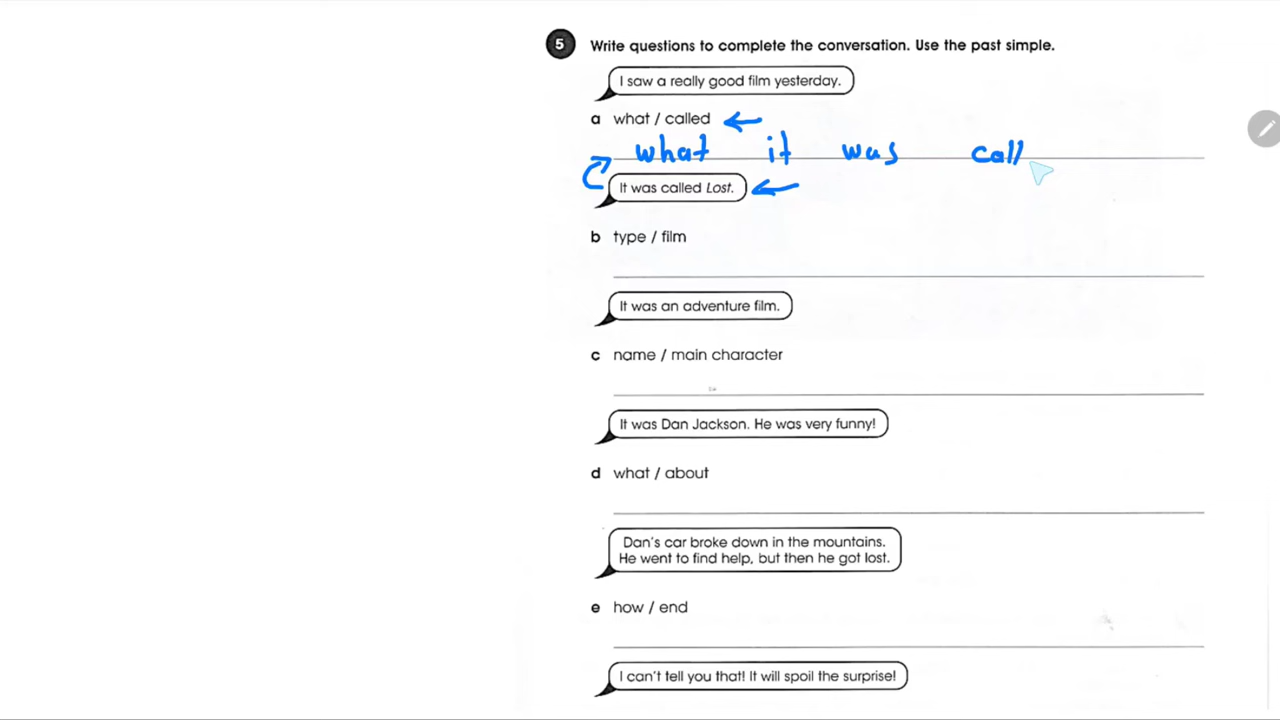 5 Write questions to complete the conversation. Use the past simple.
I saw a really good film yesterday.
a what / called
what it was call
It was called Lost.
b type / film
It was an adventure film.
c name / main character
It was Dan Jackson. He was very funny!
d what / about
Dan's car broke down in the mountains.
He went to find help, but then he got lost.
e how / end
I can't tell you that! It will spoil the surprise!